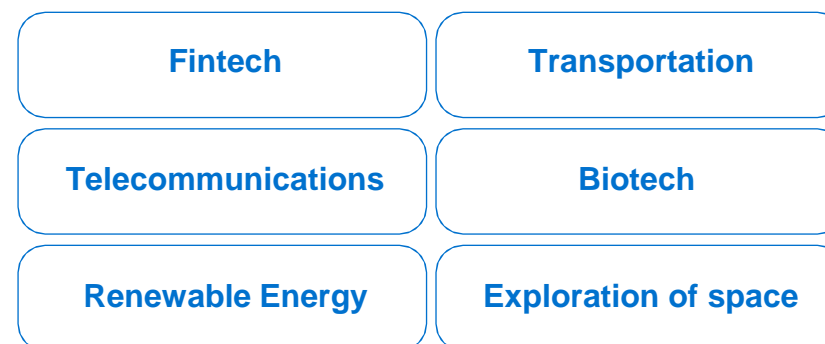 Fintech
Transportation
Telecommunications
Biotech
Renewable Energy
Exploration of space